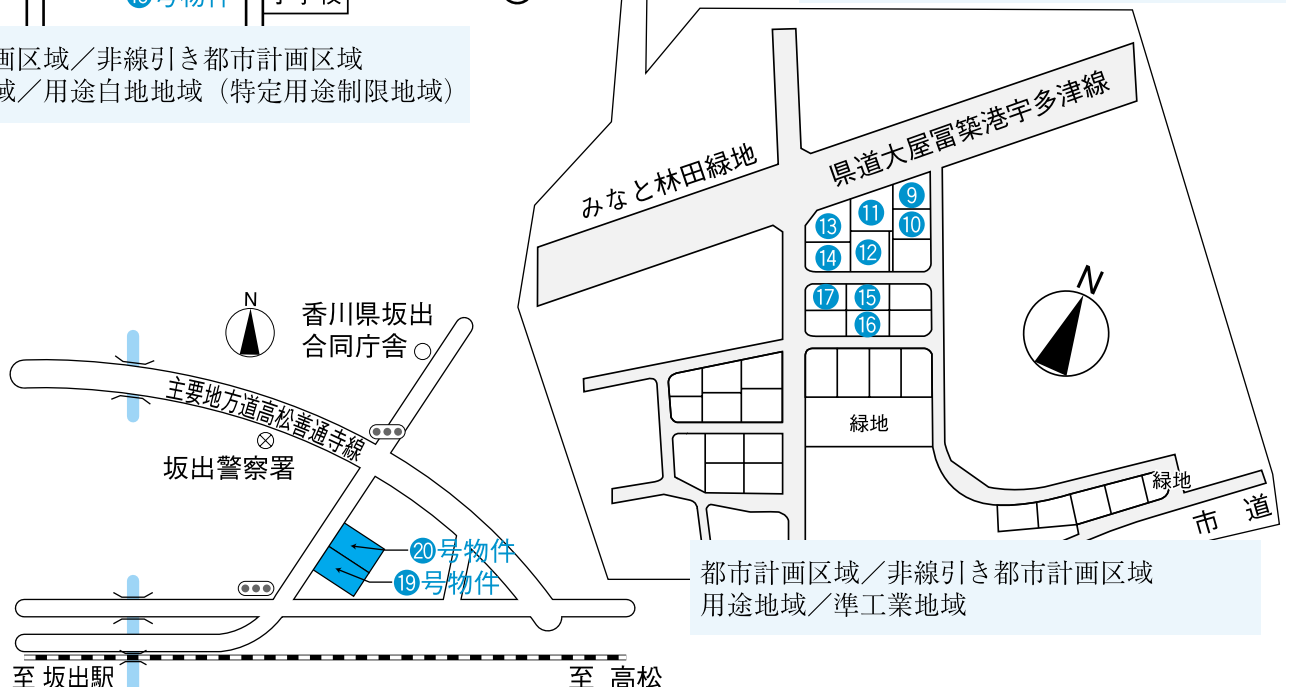 号物件
画区域／非線引き都市計画区域
域／用途白地地域（特定用途制限地域）
みなと林田緑地
県道大屋冨築港宇多津線
⑨
⑪
⑩
⑬
⑫
⑭
⑰
⑮
⑯
N
緑地
緑地
市道
都市計画区域／非線引き都市計画区域
用途地域／準工業地域
N
香川県坂出
合同庁舎
主要地方道高松善通寺線
坂出警察署
⑳号物件
⑲号物件
至 坂出駅
至 高松